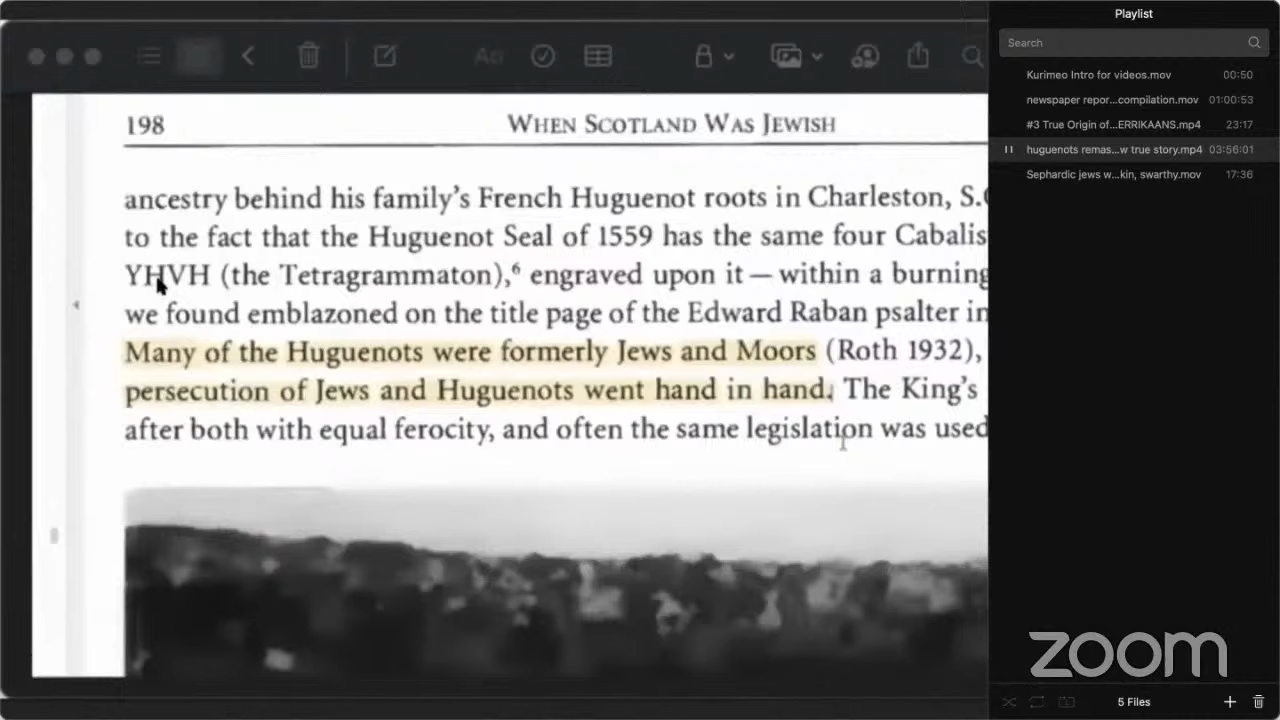 Aa
198
WHEN SCOTLAND WAS JEWISH
ancestry behind his family's French Huguenot roots in Charleston, S.
to the fact that the Huguenot Seal of 1559 has the same four
YHVH (the Tetragrammaton),⁶ engraved upon it — within a burning
we found emblazoned on the title page of the Edward Raban psalter in
Many of the Huguenots were formerly Jews and Moors (Roth 1932),
persecution of Jews and Huguenots went hand in hand. The King's
after both with equal ferocity, and often the same legislation was used
Playlist
Search
Kurimeo Intro for videos.mov 00:50
newspaper repor...compilation.mov 01:00:53
#3 True Origin of...ERRIKAANS.mp4 23:17
huguenots remas...w true story.mp4 03:56:01
Sephardic jews w...kin, swarthy.mov 17:36
zoom
5 Files